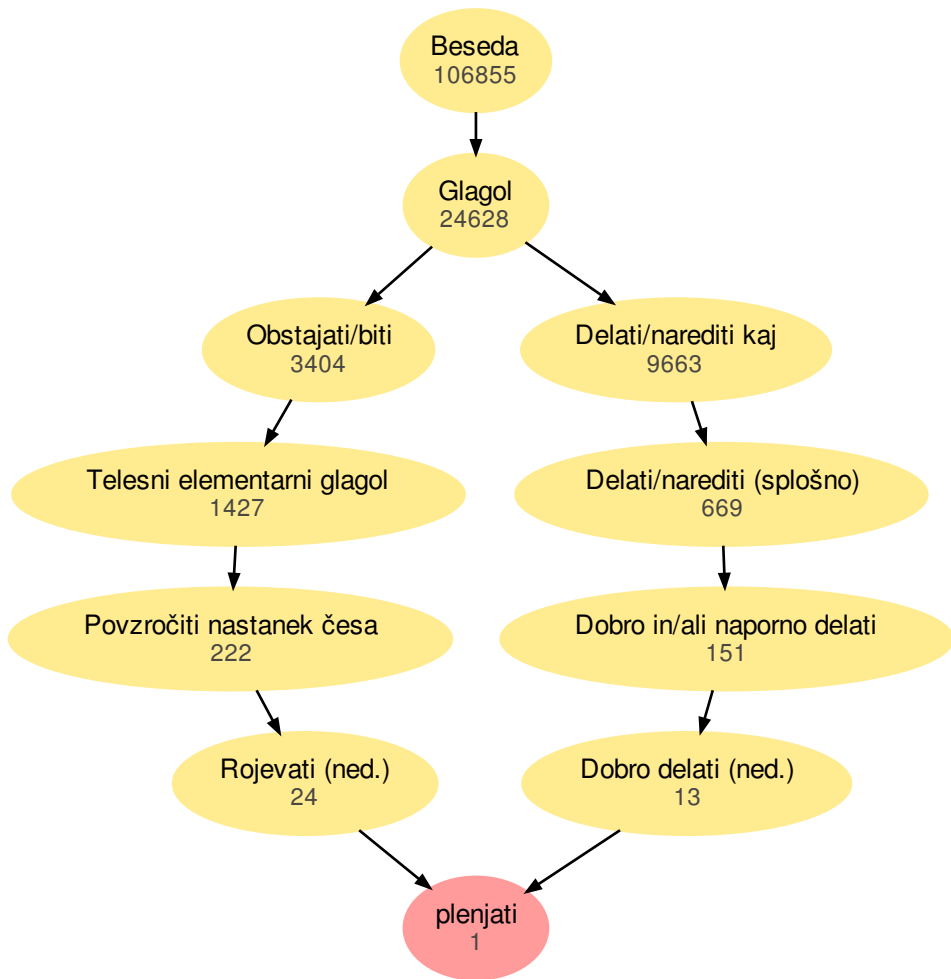 Beseda
106855
Glagol
24628
Obstajati/biti
3404
Delati/narediti kaj
9663
Telesni elementarni glagol
1427
Delati/narediti (splošno)
669
Povzročiti nastanek česa
222
Dobro in/ali naporno delati
151
Rojevati (ned.)
24
Dobro delati (ned.)
13
plenjati
1